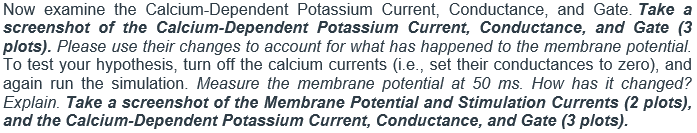 Now examine the Calcium-Dependent Potassium Current, Conductance, and Gate. Take a
screenshot of the Calcium-Dependent Potassium Current, Conductance, and Gate (3
plots). Please use their changes to account for what has happened to the membrane potential.
To test your hypothesis, turn off the calcium currents (i.e., set their conductances to zero), and
again run the simulation. Measure the membrane potential at 50 ms. How has it changed?
Explain. Take a screenshot of the Membrane Potential and Stimulation Currents (2 plots),
and the Calcium-Dependent Potassium Current, Conductance, and Gate (3 plots).